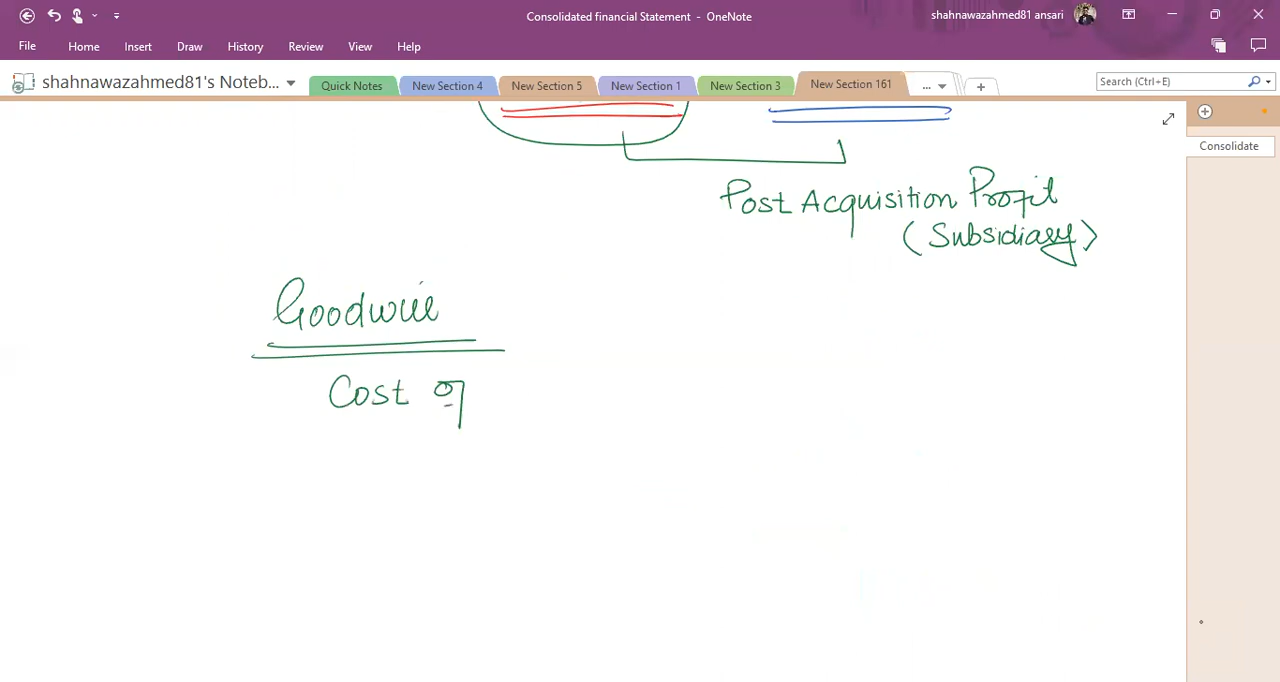 Consolidated financial Statement - OneNote
shahnawazahmed81 ansari
File Home Insert Draw History Review View Help
shahnawazahmed81's Noteb... Quick Notes New Section 4 New Section 5 New Section 1 New Section 3 New Section 161 ... + Search (Ctrl+E)
Consolidate
Post Acquisition Profit
(Subsidiary)
Goodwill
Cost of